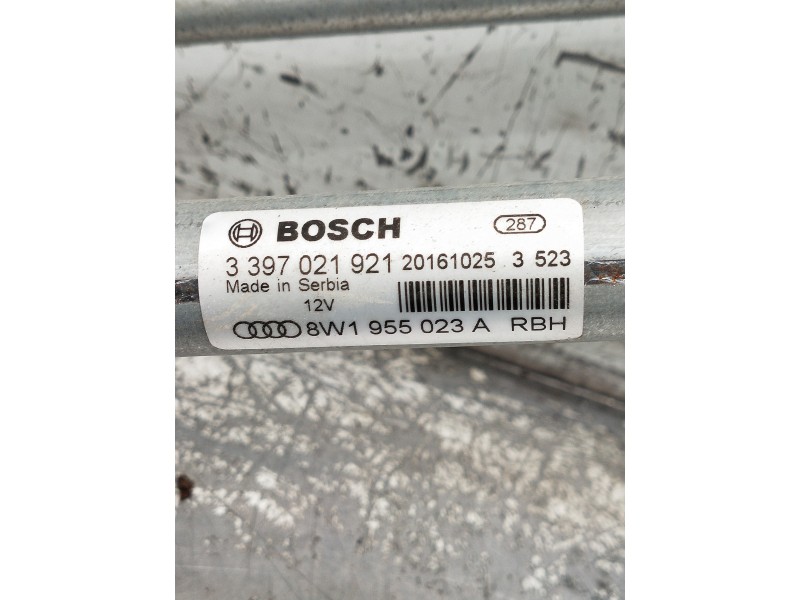 BOSCH 287
3 397 021 921 20161025 3 523
Made in Serbia
12V
8W1 955 023 A RBH